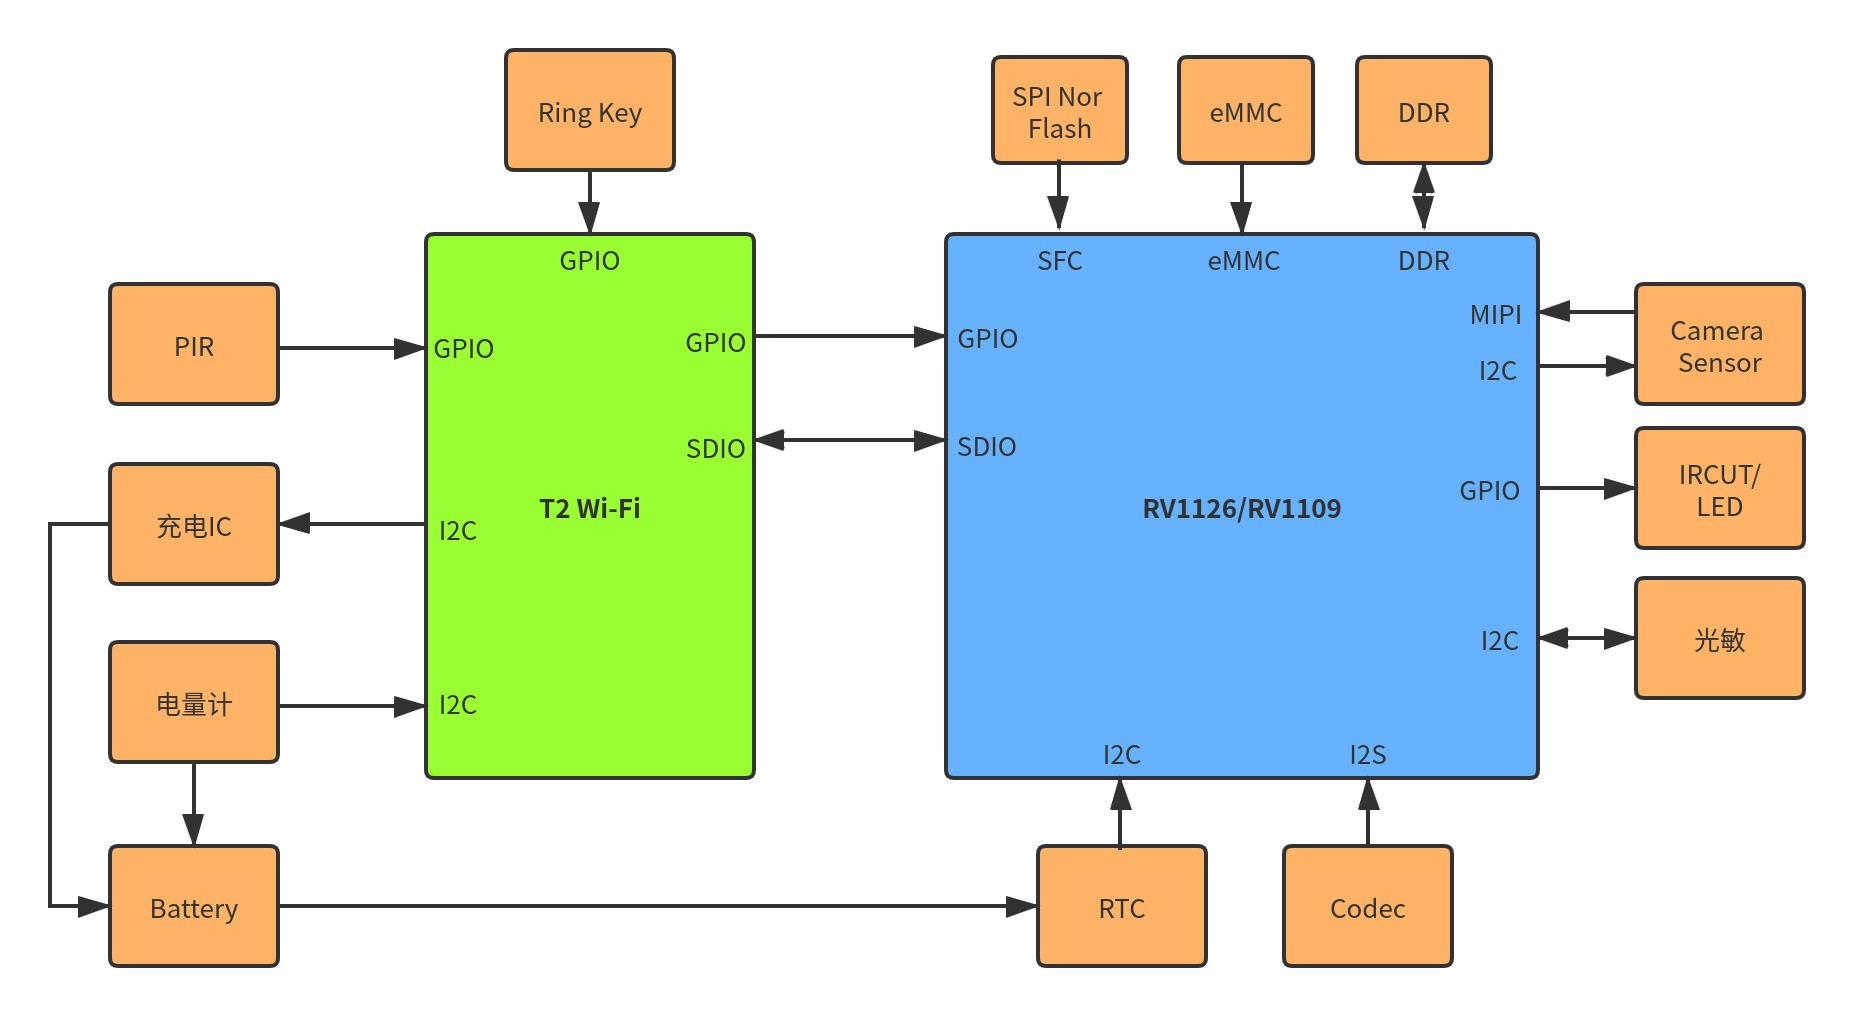 Ring Key
SPI Nor
Flash
eMMC
DDR
GPIO
SFC
eMMC
DDR
PIR
GPIO
GPIO
GPIO
MIPI
I2C
Camera
Sensor
SDIO
SDIO
T2 Wi-Fi
RV1126/RV1109
GPIO
IRCUT/
LED
充电IC
I2C
I2C
光敏
电量计
I2C
I2C
I2S
Battery
RTC
Codec